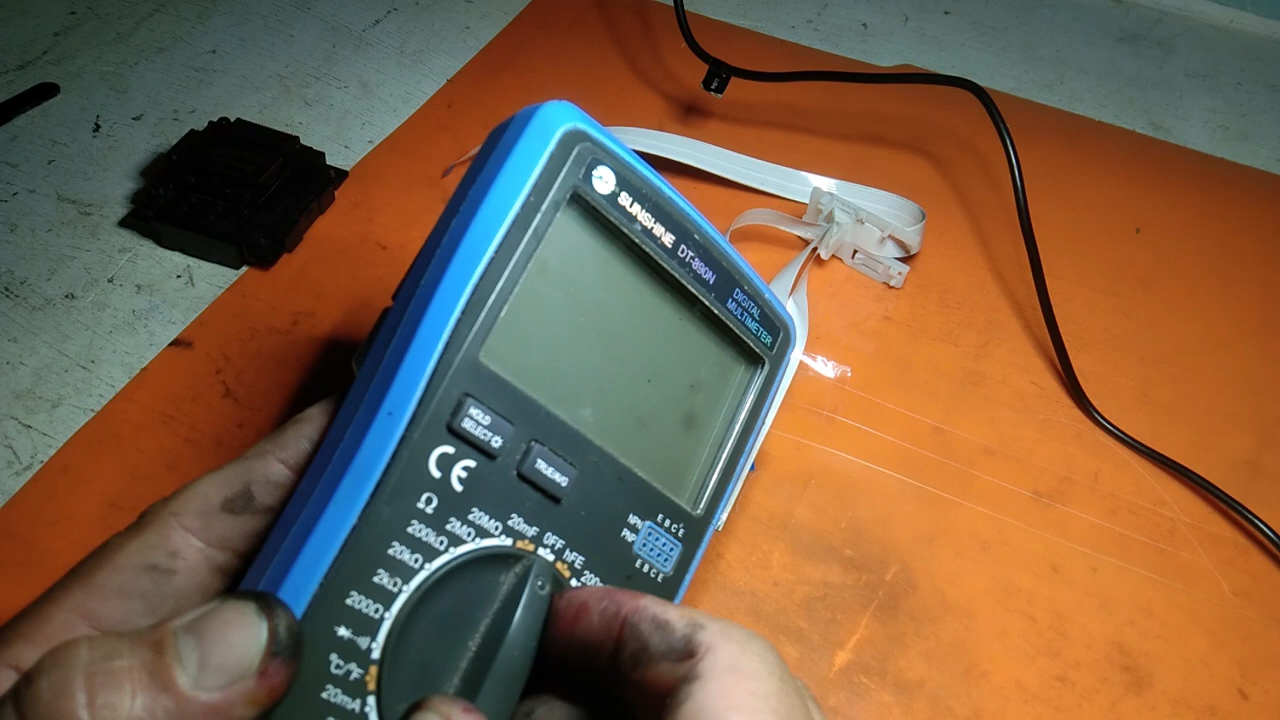 SUNSHINE DT-890N
DIGITAL
MULTIMETER
HOLD
SELECT
TRUE/AVG
CE
Ω
20MΩ
20mF
OFF
hFE
2MΩ
200kΩ
20kΩ
2kΩ
200Ω
°C/°F
20mA
NPN
PNP
E B C E
E B C E